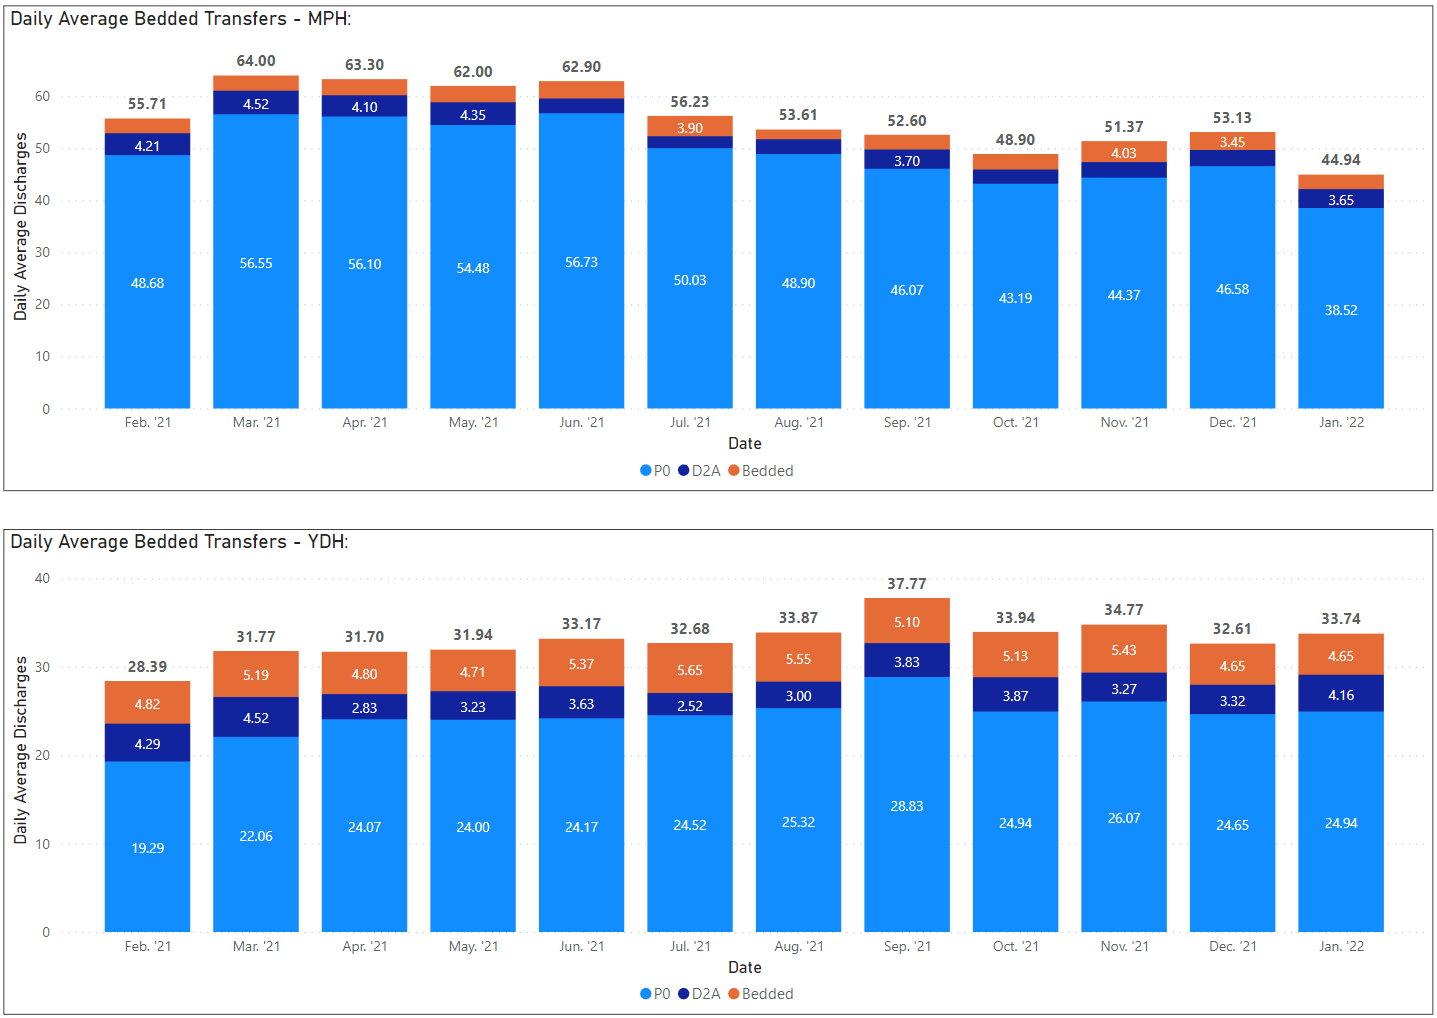 Daily Average Bedded Transfers - MPH:
Daily Average Discharges
60
50
40
30
20
10
0
55.71 64.00 63.30 62.00 62.90 56.23 53.61 52.60 48.90 51.37 53.13 44.94
3.90 4.03 3.45
4.21 4.52 4.10 4.35 3.70 3.65
48.68 56.55 56.10 54.48 56.73 50.03 48.90 46.07 43.19 44.37 46.58 38.52
Feb. '21 Mar. '21 Apr. '21 May. '21 Jun. '21 Jul. '21 Aug. '21 Sep. '21 Oct. '21 Nov. '21 Dec. '21 Jan. '22
Date
P0 D2A Bedded
Daily Average Bedded Transfers - YDH:
Daily Average Discharges
40
30
20
10
0
28.39 31.77 31.70 31.94 33.17 32.68 33.87 37.77 33.94 34.77 32.61 33.74
4.82 5.19 4.80 4.71 5.37 5.65 5.55 5.10 5.13 5.43 4.65 4.65
4.29 4.52 2.83 3.23 3.63 2.52 3.00 3.83 3.87 3.27 3.32 4.16
19.29 22.06 24.07 24.00 24.17 24.52 25.32 28.83 24.94 26.07 24.65 24.94
Feb. '21 Mar. '21 Apr. '21 May. '21 Jun. '21 Jul. '21 Aug. '21 Sep. '21 Oct. '21 Nov. '21 Dec. '21 Jan. '22
Date
P0 D2A Bedded